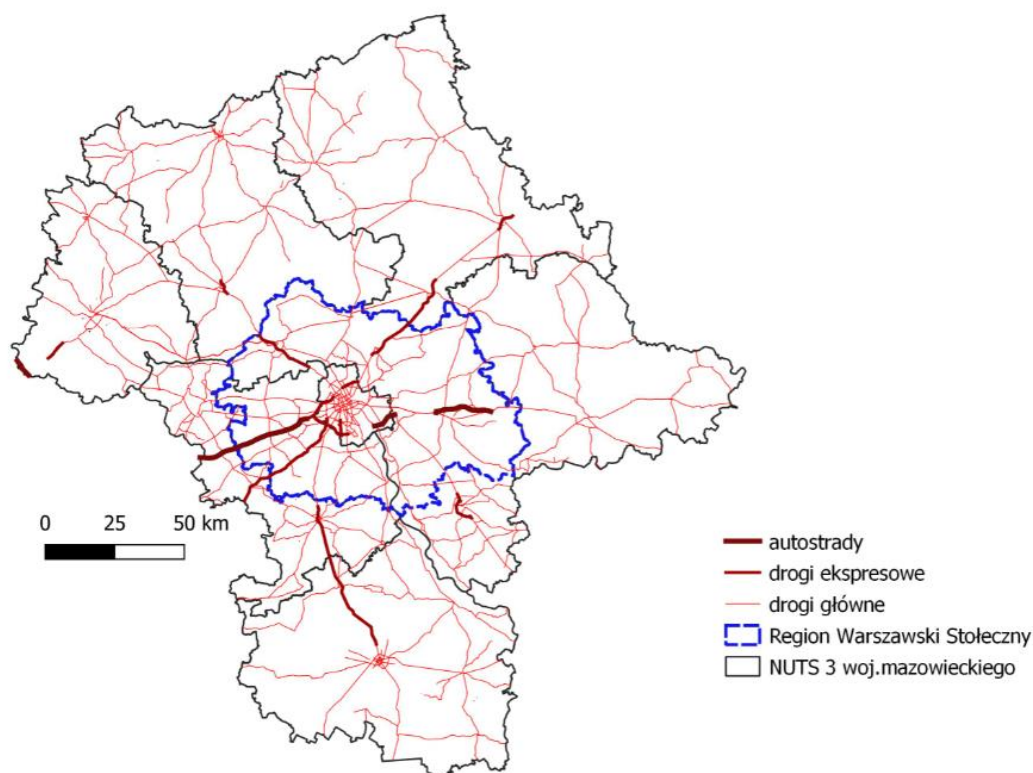 0 25 50 km
autostrady
drogi ekspresowe
drogi główne
Region Warszawski Stołeczny
NUTS 3 woj.mazowieckiego